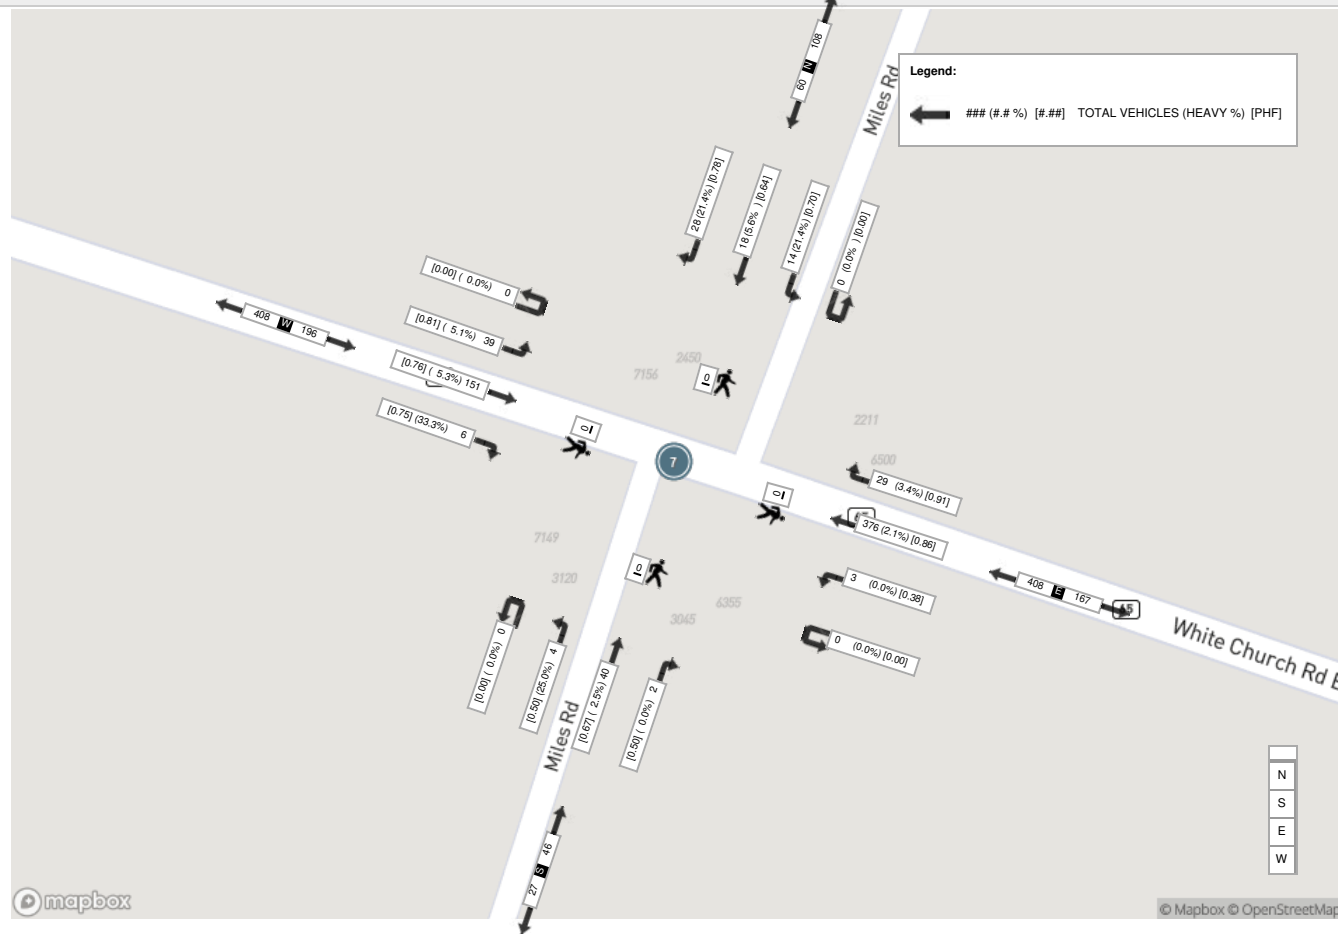 Legend:
### (#.# %) [#.##] TOTAL VEHICLES (HEAVY %) [PHF]
60 N 108
Miles Rd
28 (21.4%) [0.78]
18 (5.6% ) [0.64]
14 (21.4%) [0.70]
0 (0.0% ) [0.00]
[0.00] ( 0.0%) 0
408 W 196
[0.81] ( 5.1%) 39
[0.76] ( 5.3%) 151
[0.75] (33.3%) 6
2450
7156
0
2211
0
7
6500
0
29 (3.4%) [0.91]
376 (2.1%) [0.86]
7149
3120
0
3 (0.0%) [0.38]
408 E 167
65
6355
3045
0 (0.0%) [0.00]
White Church Rd E
[0.00] ( 0.0%) 0
[0.50] (25.0%) 4
[0.67] ( 2.5%) 40
[0.50] ( 0.0%) 2
Miles Rd
27 S 46
N
S
E
W
mapbox
© Mapbox © OpenStreetMap